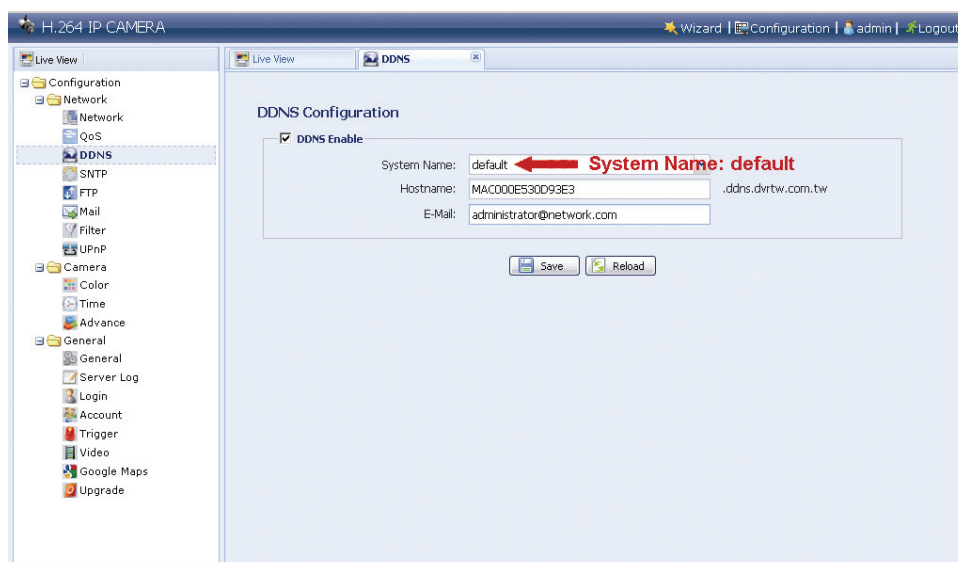 H.264 IP CAMERA
Wizard | Configuration | admin | Logout
Live View
Live View
DDNS
Configuration
Network
Network
QoS
DDNS
SNTP
FTP
Mail
Filter
UPnP
Camera
Color
Time
Advance
General
General
Server Log
Login
Account
Trigger
Video
Google Maps
Upgrade
DDNS Configuration
DDNS Enable
System Name: default System Name: default
Hostname: MAC000E530D93E3 .ddns.dvrtw.com.tw
E-Mail: administrator@network.com
Save Reload